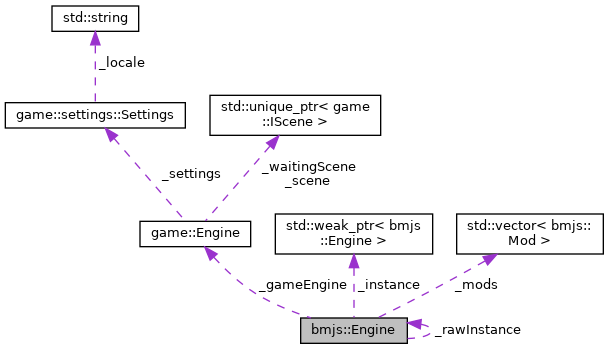 std::string
_locale
game::settings::Settings
std::unique_ptr< game
::IScene >
_settings
_waitingScene
_scene
game::Engine
std::weak_ptr< bmjs
::Engine >
std::vector< bmjs::
Mod >
_gameEngine
_instance
_mods
bmjs::Engine
_rawInstance